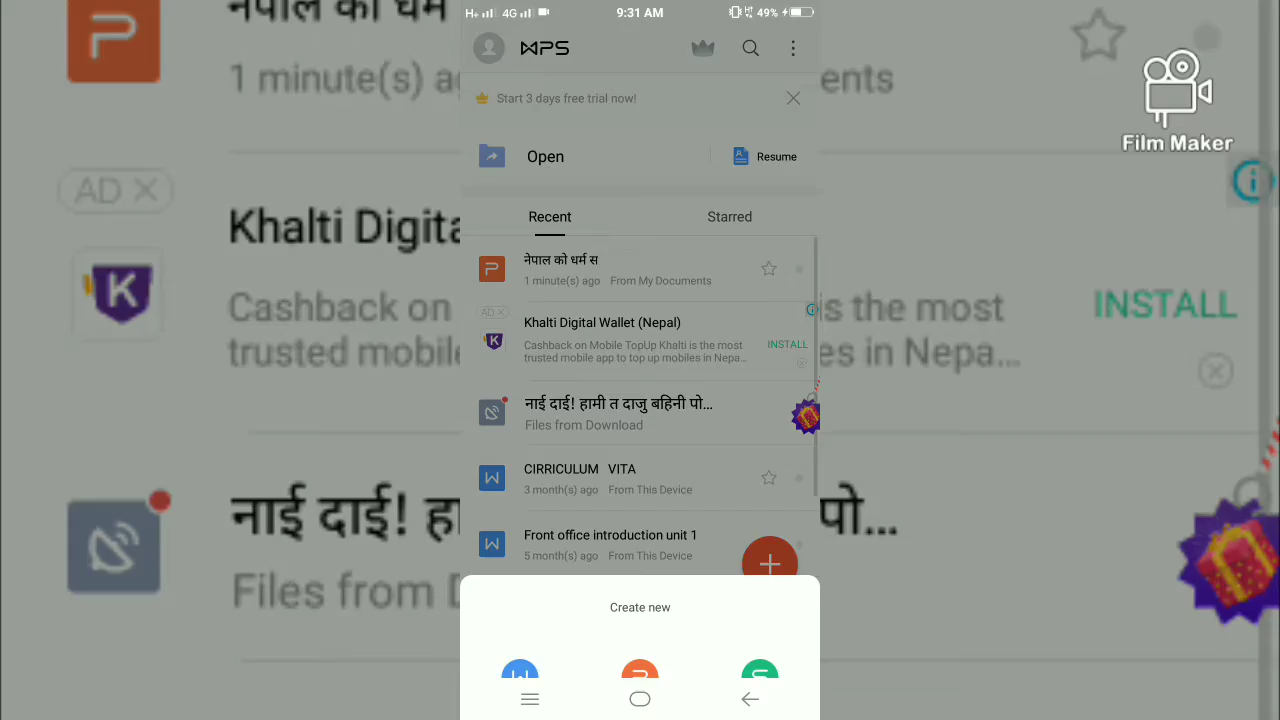 H+ 4G 9:31 AM 49%
WPS
Start 3 days free trial now!
Open Resume
Recent Starred
नेपाल को धर्म स
1 minute(s) ago From My Documents
AD
Khalti Digital Wallet (Nepal)
Cashback on Mobile TopUp Khalti is the most
trusted mobile app to top up mobiles in Nepa...
INSTALL
नाई दाई! हामी त दाजु बहिनी पो...
Files from Download
CIRRICULUM VITA
3 month(s) ago From This Device
Front office introduction unit 1
5 month(s) ago From This Device
Create new
Film Maker
नेपाल को धर्म
1 minute(s) ag
ents
AD
Khalti Digita
Cashback on
is the most
INSTALL
trusted mobile
es in Nepa...
नाई दाई! हा
पो...
Files from D